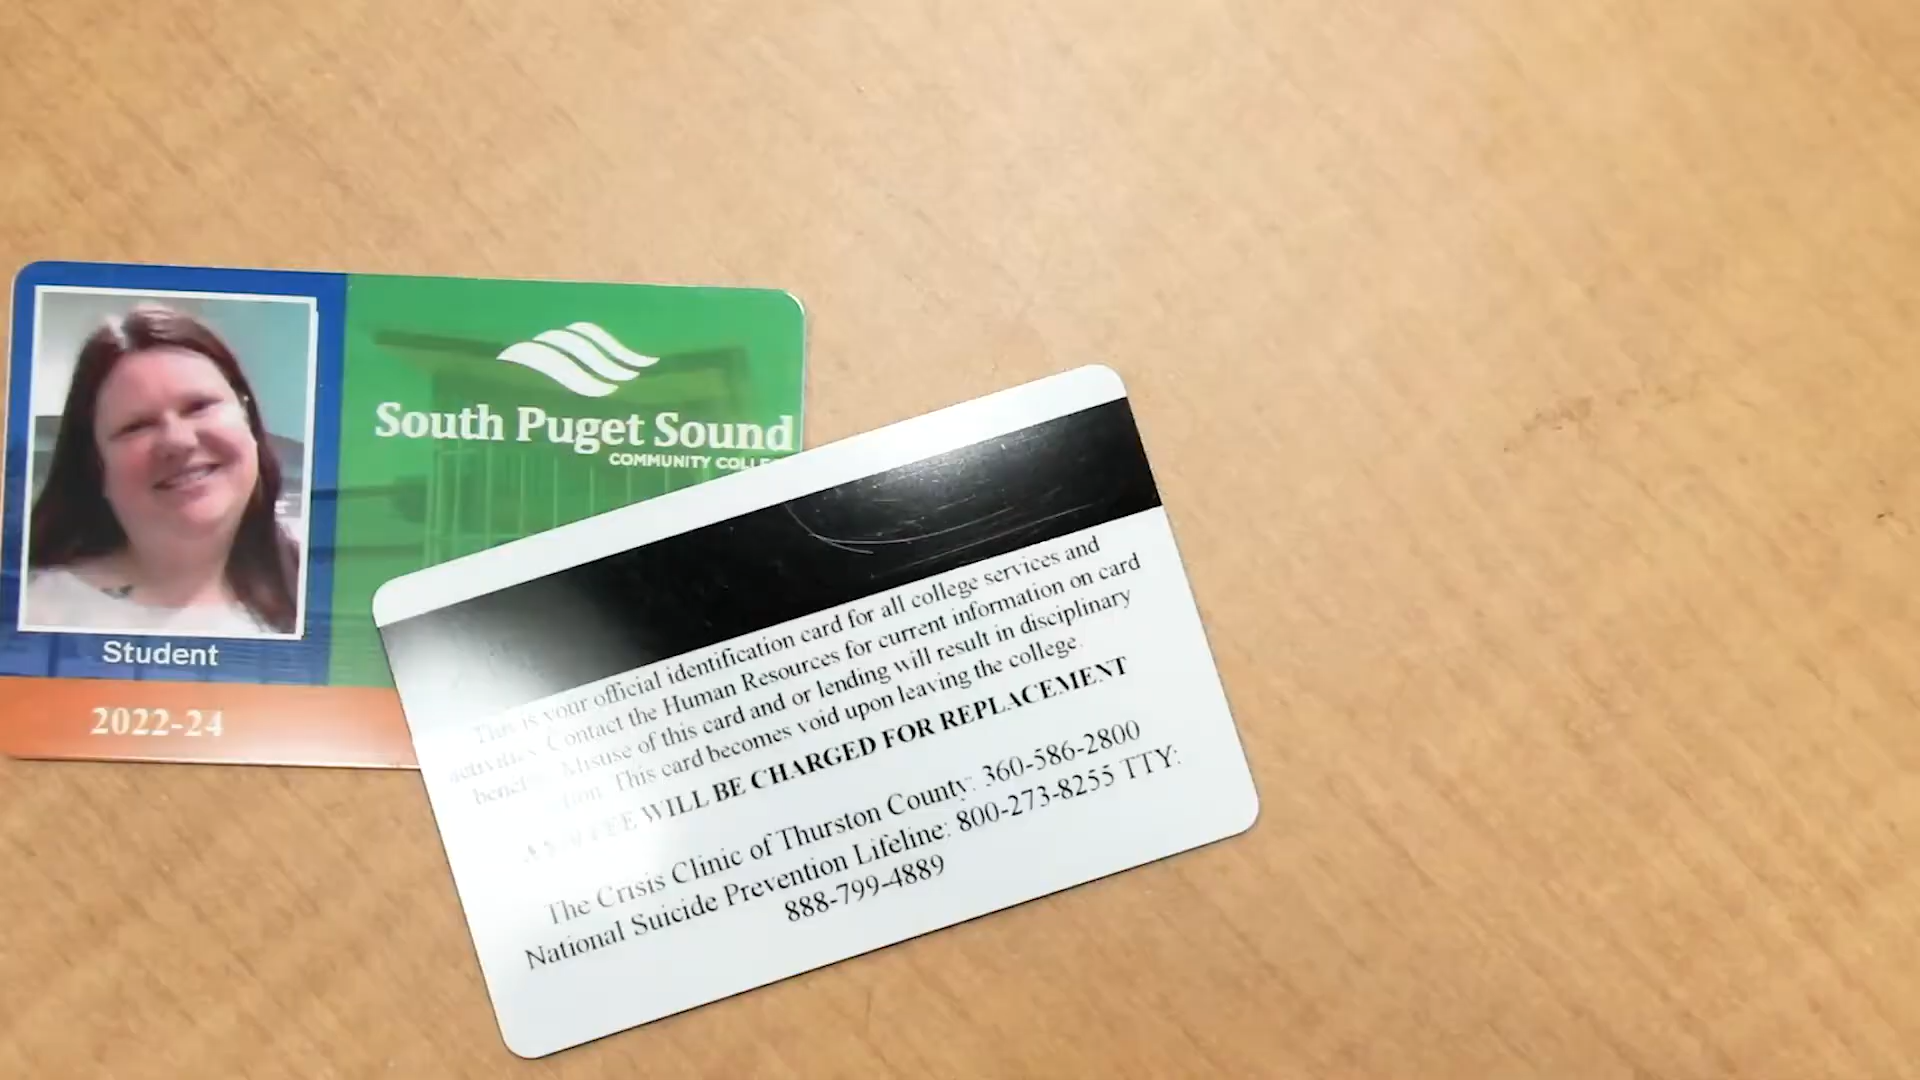 South Puget Sound
COMMUNITY
Student
2022-24
This is your official identification card for all college services and
activities. Contact the Human Resources for current information on card
Misuse of this card and or lending will result in disciplinary
This card becomes void upon leaving the college.
FEE WILL BE CHARGED FOR REPLACEMENT
The Crisis Clinic of Thurston County: 360-586-2800
National Suicide Prevention Lifeline: 800-273-8255 TTY:
888-799-4889